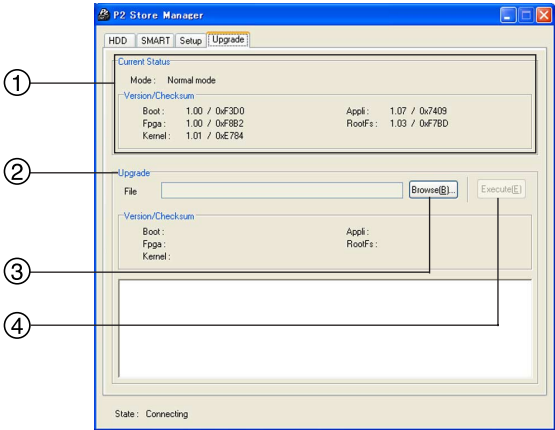 P2 Store Manager
HDD SMART Setup Upgrade
Current Status
① Mode : Normal mode
Version/Checksum
Boot : 1.00 / 0xF3D0 Appli : 1.07 / 0x7409
Fpga : 1.00 / 0xF8B2 RootFs : 1.03 / 0xF7BD
Kernel : 1.01 / 0xE784
② Upgrade
File Browse(B)... Execute(E)
Version/Checksum
Boot : Appli :
Fpga : RootFs :
Kernel :
③
④
State : Connecting